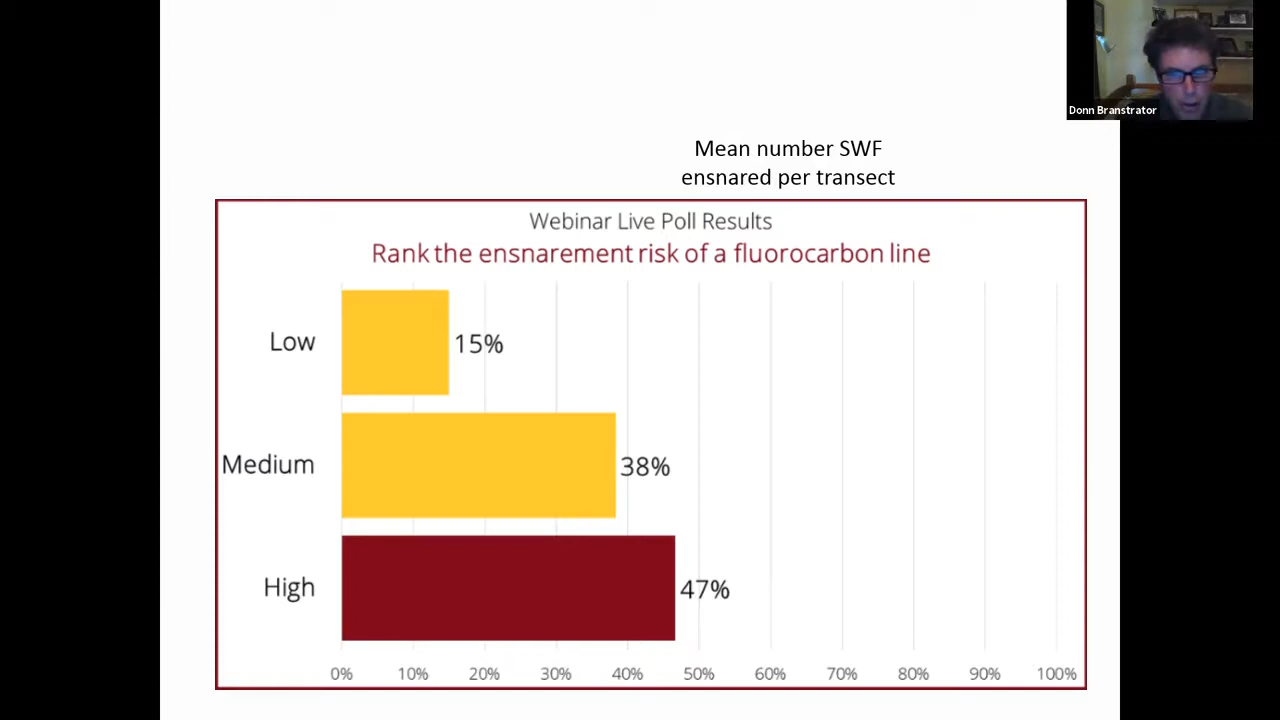 Donn Branstrator
Mean number SWF
ensnared per transect
Webinar Live Poll Results
Rank the ensnarement risk of a fluorocarbon line
Low 15%
Medium 38%
High 47%
0% 10% 20% 30% 40% 50% 60% 70% 80% 90% 100%